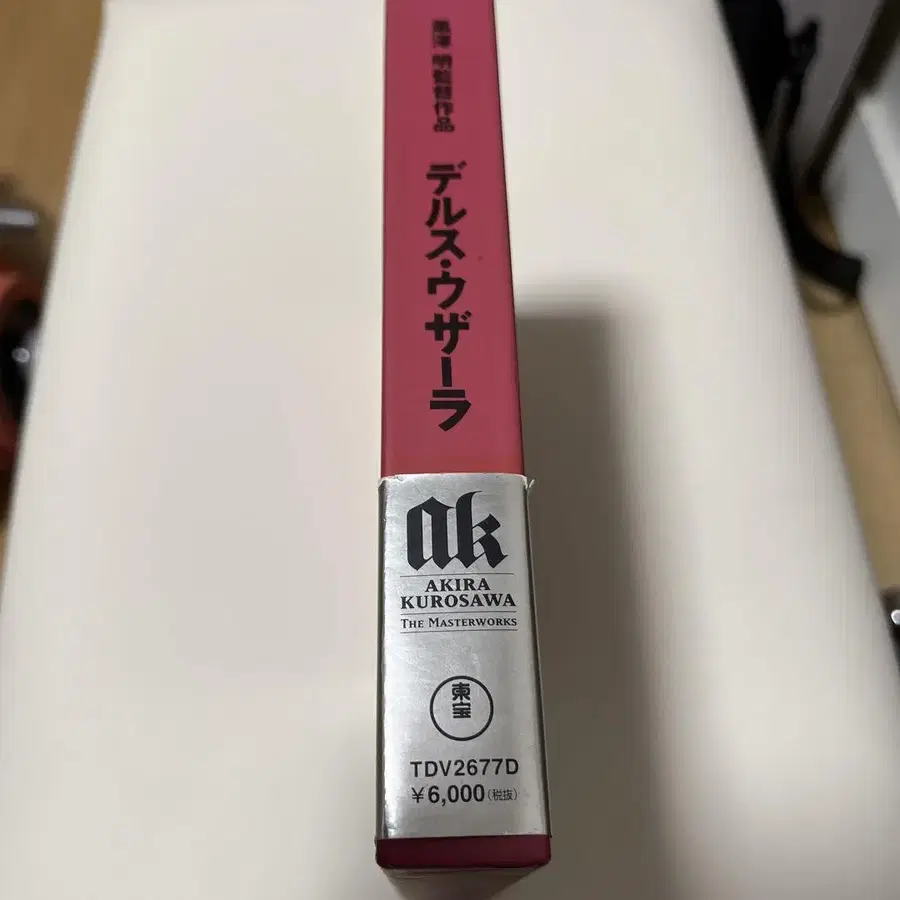 黒澤 明監督作品
デルス・ウザーラ
ak
AKIRA
KUROSAWA
THE MASTERWORKS
東宝
TDV2677D
¥6,000(税抜)